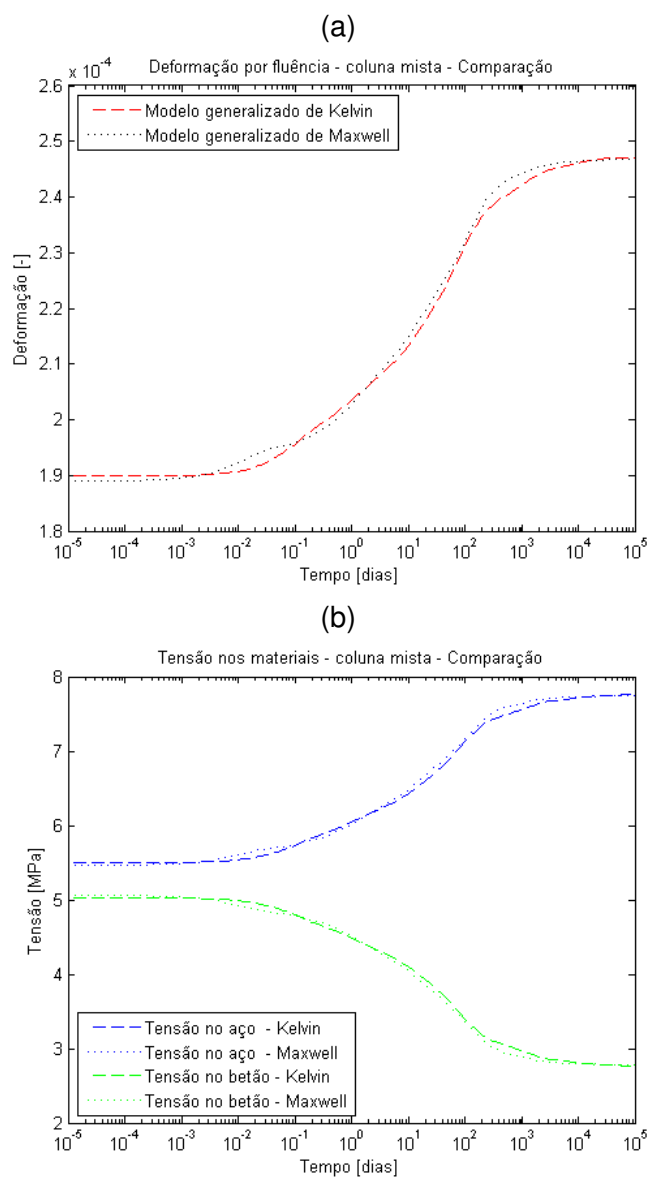 (a)
x 10^-4
Deformação por fluência - coluna mista - Comparação
2.6
2.5
2.4
2.3
2.2
2.1
2
1.9
1.8
Deformação [-]
Modelo generalizado de Kelvin
Modelo generalizado de Maxwell
10^-5 10^-4 10^-3 10^-2 10^-1 10^0 10^1 10^2 10^3 10^4 10^5
Tempo [dias]
(b)
Tensão nos materiais - coluna mista - Comparação
8
7
6
5
4
3
2
Tensão [MPa]
Tensão no aço - Kelvin
Tensão no aço - Maxwell
Tensão no betão - Kelvin
Tensão no betão - Maxwell
10^-5 10^-4 10^-3 10^-2 10^-1 10^0 10^1 10^2 10^3 10^4 10^5
Tempo [dias]